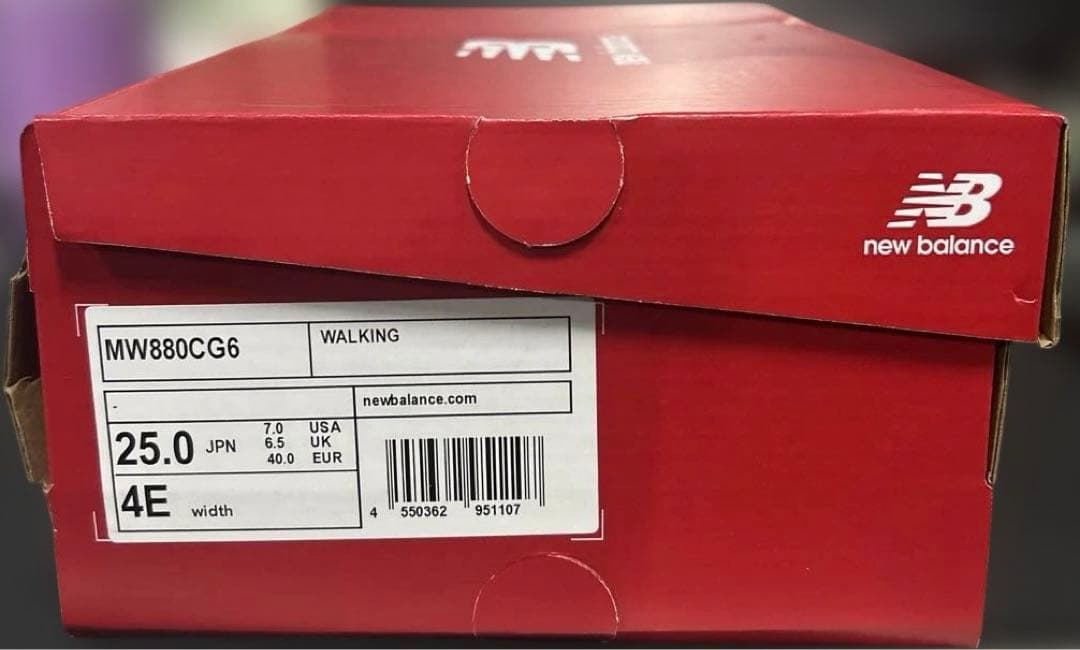 NB
new balance
MW880CG6
WALKING
-
newbalance.com
25.0 JPN
7.0 USA
6.5 UK
40.0 EUR
4E width
4 550362 951107